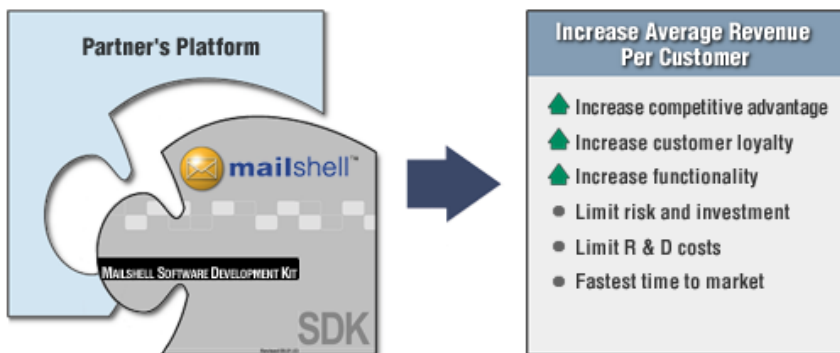 Partner's Platform
mailshell™
MAILSHELL SOFTWARE DEVELOPMENT KIT
SDK
Increase Average Revenue
Per Customer
Increase competitive advantage
Increase customer loyalty
Increase functionality
Limit risk and investment
Limit R & D costs
Fastest time to market